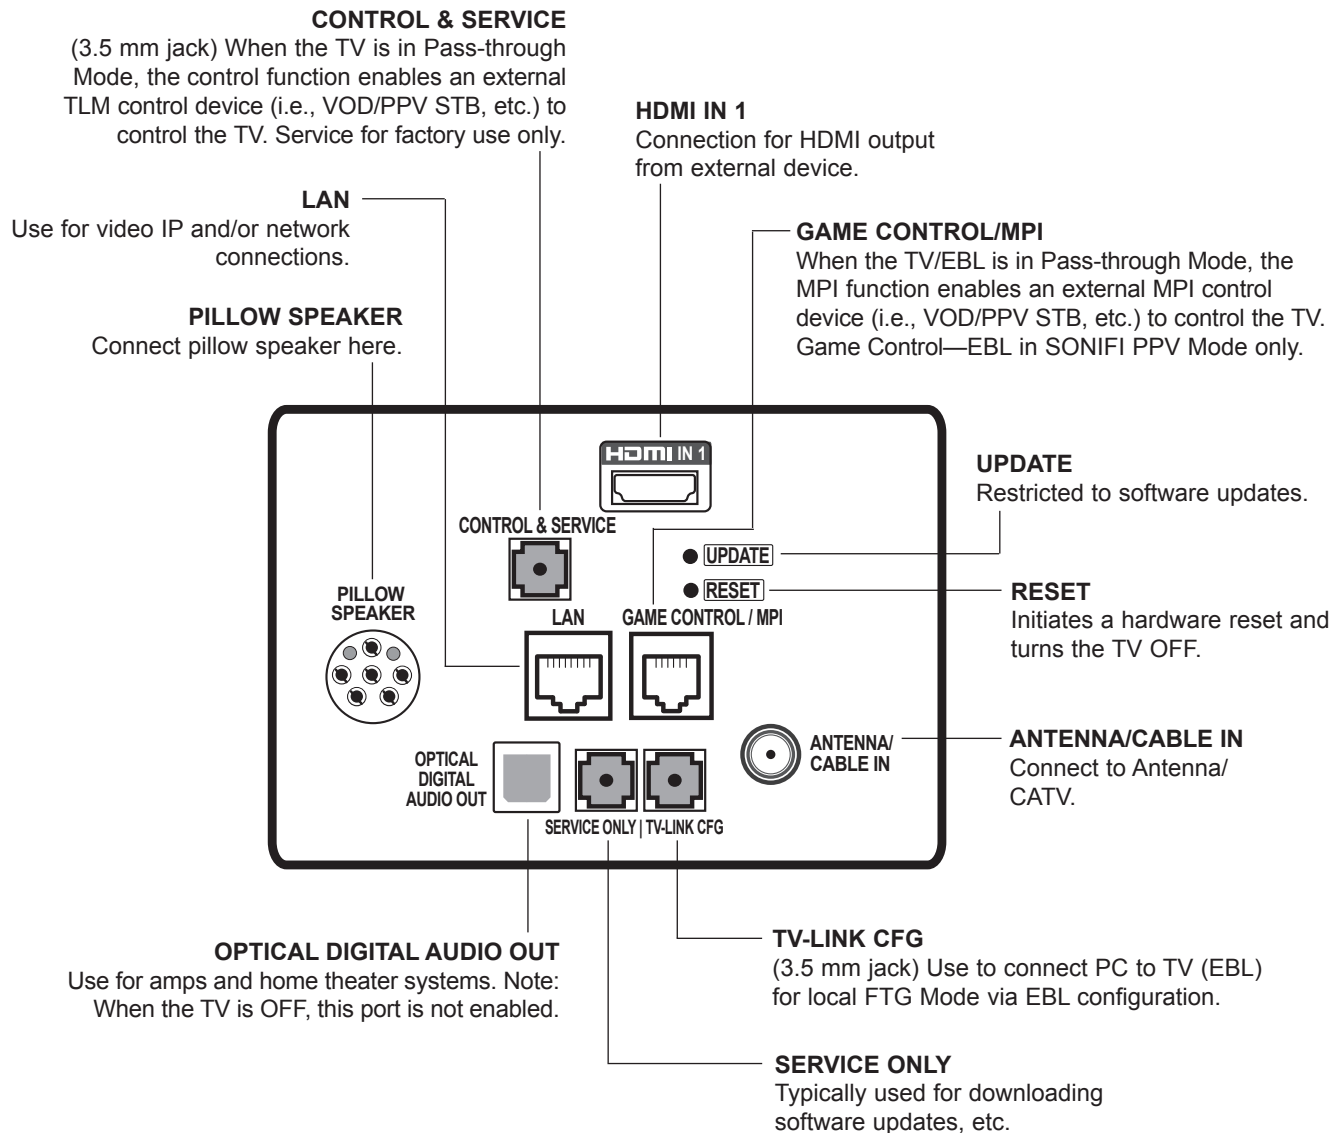 CONTROL & SERVICE
(3.5 mm jack) When the TV is in Pass-through
Mode, the control function enables an external
TLM control device (i.e., VOD/PPV STB, etc.) to
control the TV. Service for factory use only.
HDMI IN 1
Connection for HDMI output
from external device.
LAN
Use for video IP and/or network
connections.
GAME CONTROL/MPI
When the TV/EBL is in Pass-through Mode, the
MPI function enables an external MPI control
device (i.e., VOD/PPV STB, etc.) to control the TV.
Game Control—EBL in SONIFI PPV Mode only.
PILLOW SPEAKER
Connect pillow speaker here.
HDMI IN 1
UPDATE
Restricted to software updates.
CONTROL & SERVICE
UPDATE
RESET
RESET
Initiates a hardware reset and
turns the TV OFF.
PILLOW
SPEAKER
LAN
GAME CONTROL / MPI
ANTENNA/
CABLE IN
ANTENNA/CABLE IN
Connect to Antenna/
CATV.
OPTICAL
DIGITAL
AUDIO OUT
SERVICE ONLY | TV-LINK CFG
OPTICAL DIGITAL AUDIO OUT
Use for amps and home theater systems. Note:
When the TV is OFF, this port is not enabled.
TV-LINK CFG
(3.5 mm jack) Use to connect PC to TV (EBL)
for local FTG Mode via EBL configuration.
SERVICE ONLY
Typically used for downloading
software updates, etc.